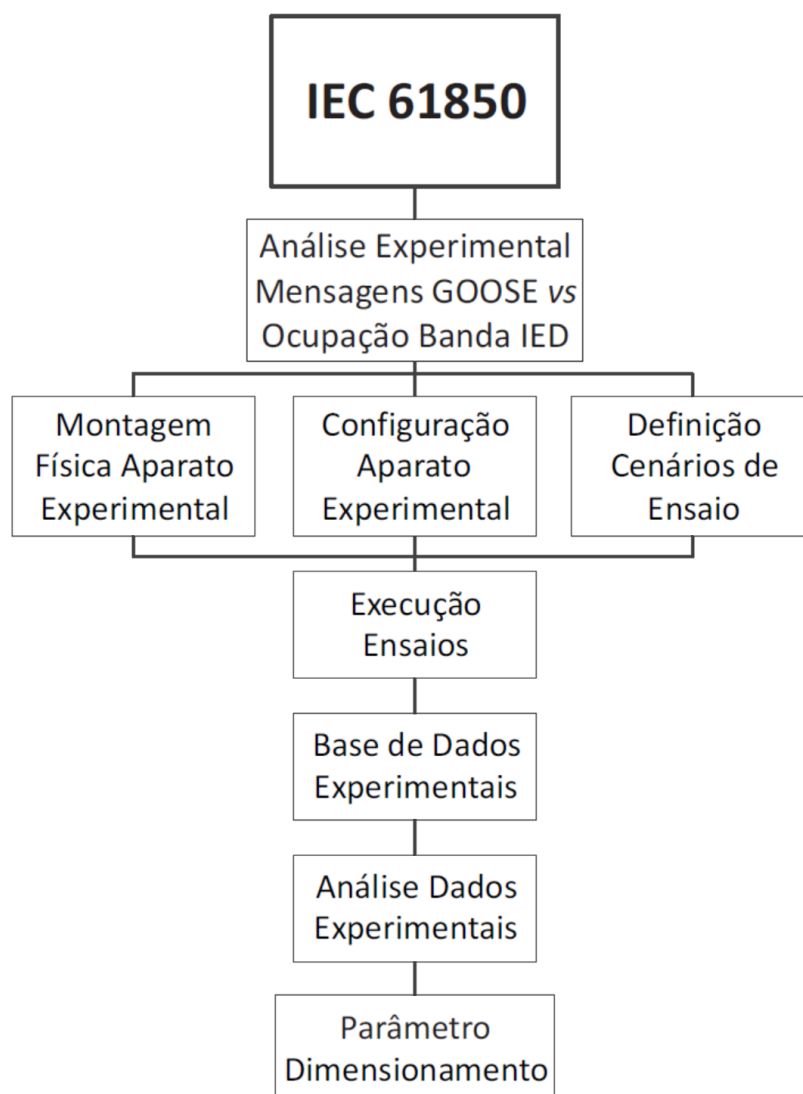 IEC 61850
Análise Experimental
Mensagens GOOSE vs
Ocupação Banda IED
Montagem
Física Aparato
Experimental
Configuração
Aparato
Experimental
Definição
Cenários de
Ensaio
Execução
Ensaios
Base de Dados
Experimentais
Análise Dados
Experimentais
Parâmetro
Dimensionamento